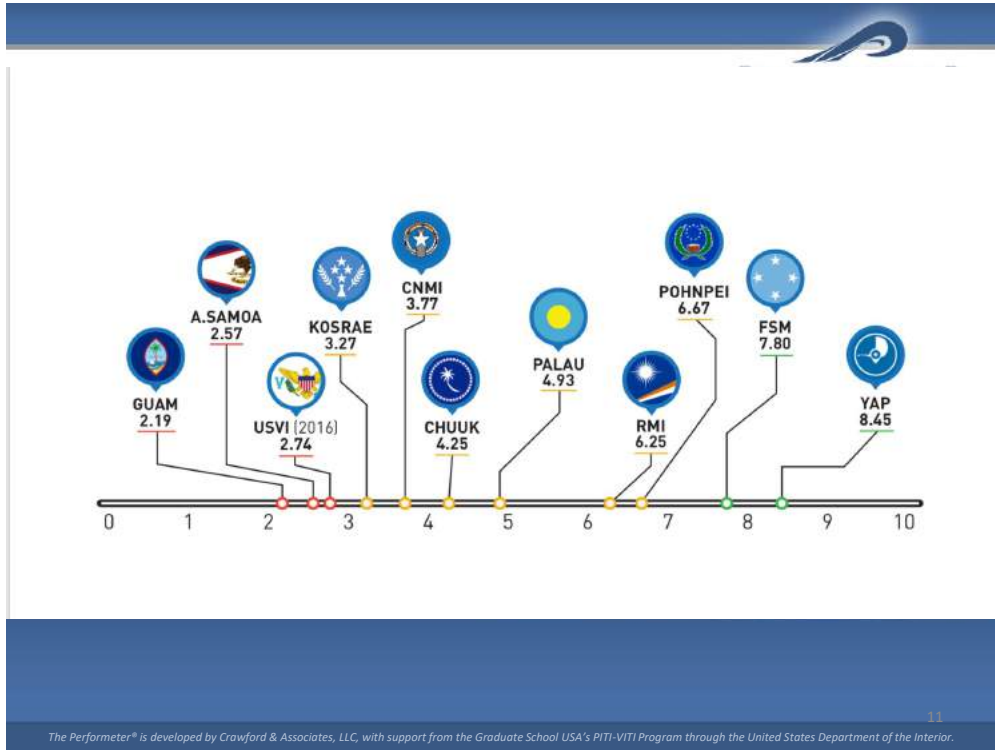 CNMI
3.77
POHNPEI
6.67
A.SAMOA
2.57
KOSRAE
3.27
FSM
7.80
PALAU
4.93
GUAM
2.19
V
USVI (2016)
2.74
CHUUK
4.25
RMI
6.25
YAP
8.45
0 1 2 3 4 5 6 7 8 9 10
11
The Performeter® is developed by Crawford & Associates, LLC, with support from the Graduate School USA's PITI-VITI Program through the United States Department of the Interior.